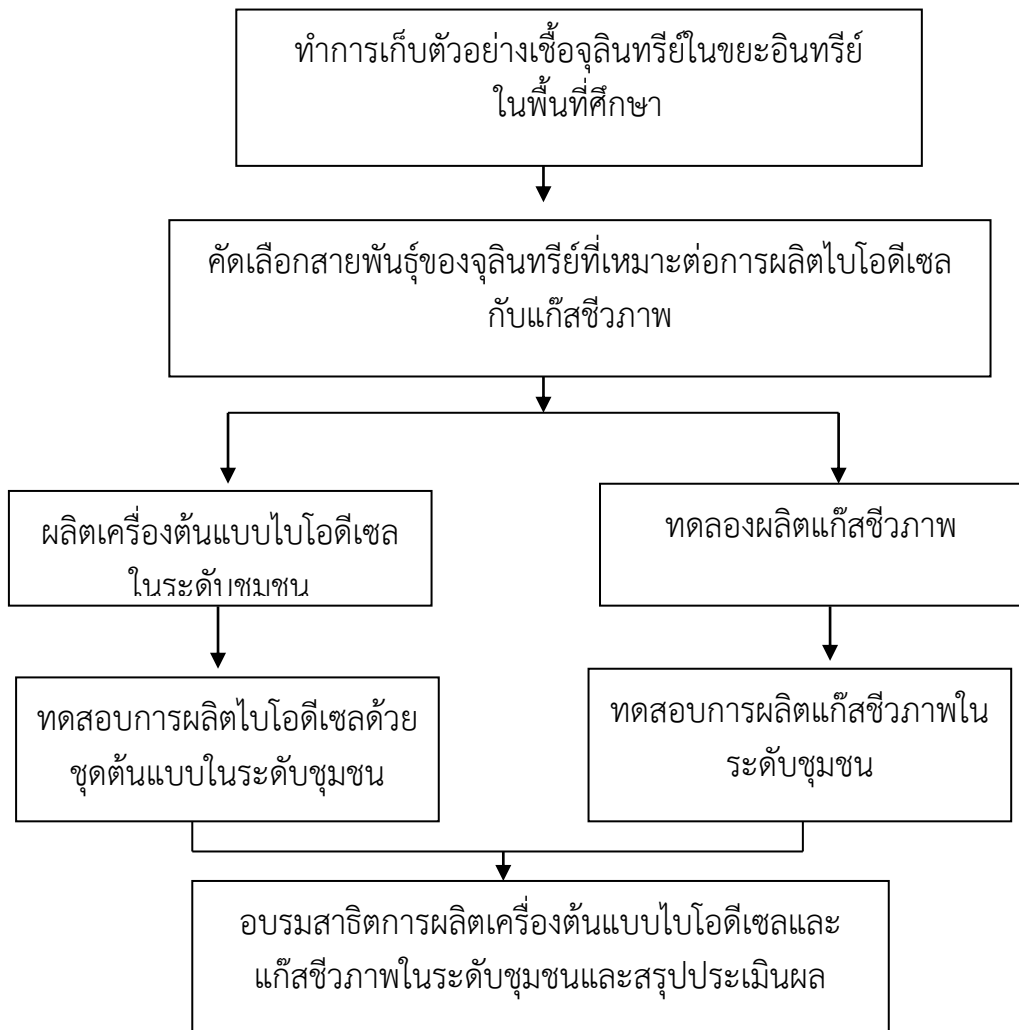 ทำการเก็บตัวอย่างเชื้อจุลินทรีย์ในขยะอินทรีย์
ในพื้นที่ศึกษา
คัดเลือกสายพันธุ์ของจุลินทรีย์ที่เหมาะต่อการผลิตไบโอดีเซล
กับแก๊สชีวภาพ
ผลิตเครื่องต้นแบบไบโอดีเซล
ในระดับชุมชน
ทดลองผลิตแก๊สชีวภาพ
ทดสอบการผลิตไบโอดีเซลด้วย
ชุดต้นแบบในระดับชุมชน
ทดสอบการผลิตแก๊สชีวภาพใน
ระดับชุมชน
อบรมสาธิตการผลิตเครื่องต้นแบบไบโอดีเซลและ
แก๊สชีวภาพในระดับชุมชนและสรุปประเมินผล